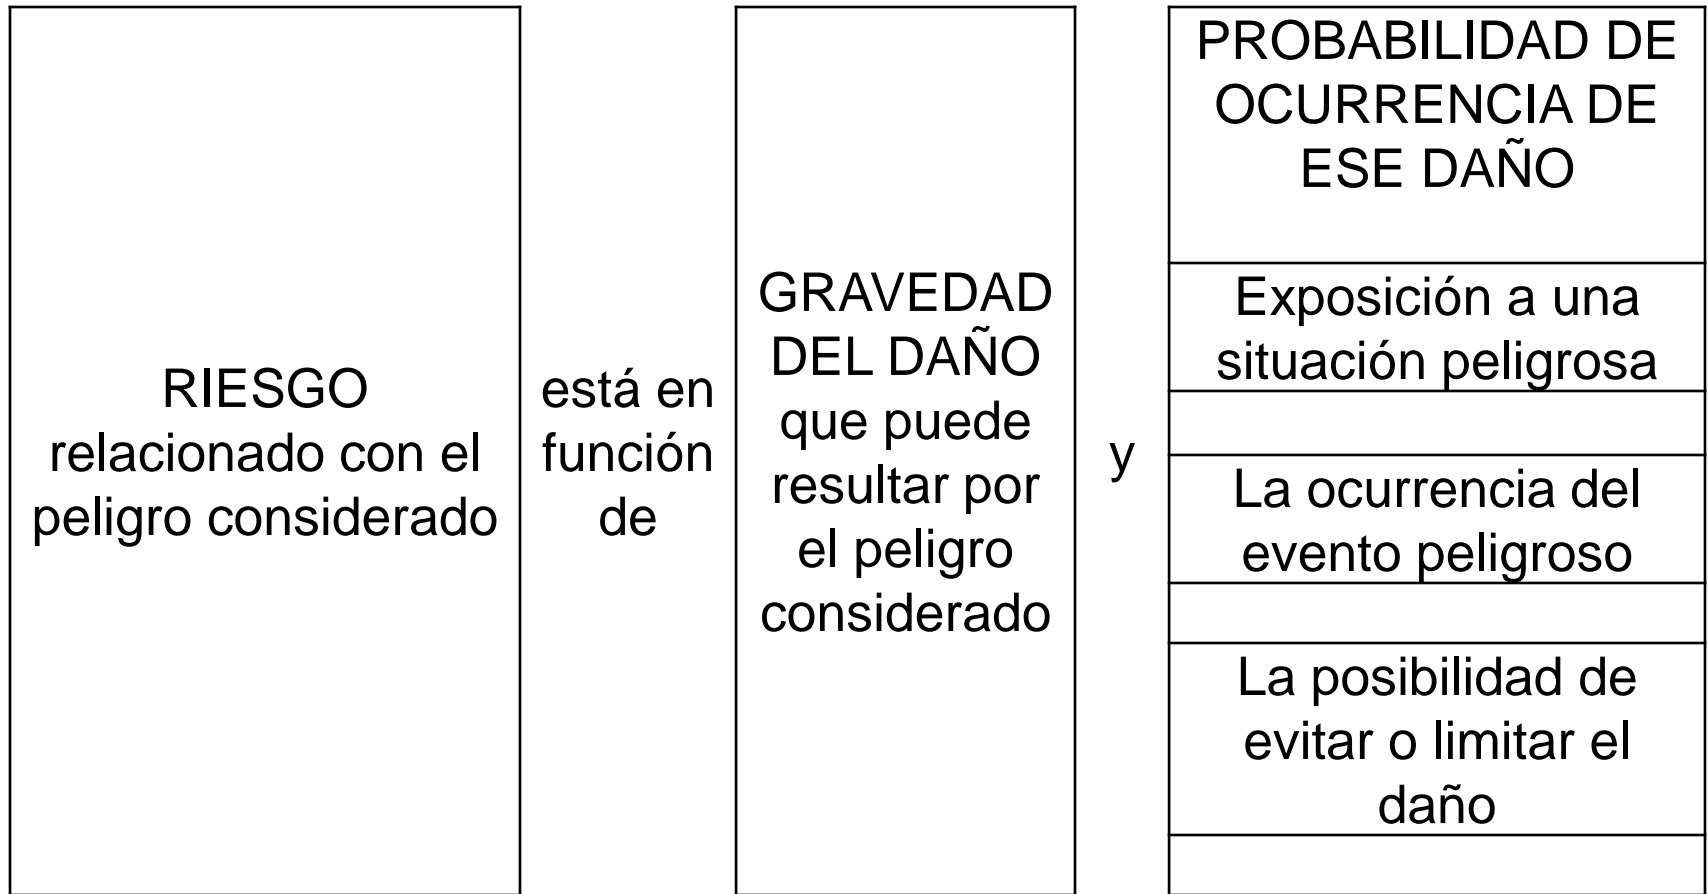 RIESGO
relacionado con el
peligro considerado
está en
función
de
GRAVEDAD
DEL DAÑO
que puede
resultar por
el peligro
considerado
y
PROBABILIDAD DE
OCURRENCIA DE
ESE DAÑO
Exposición a una
situación peligrosa
La ocurrencia del
evento peligroso
La posibilidad de
evitar o limitar el
daño